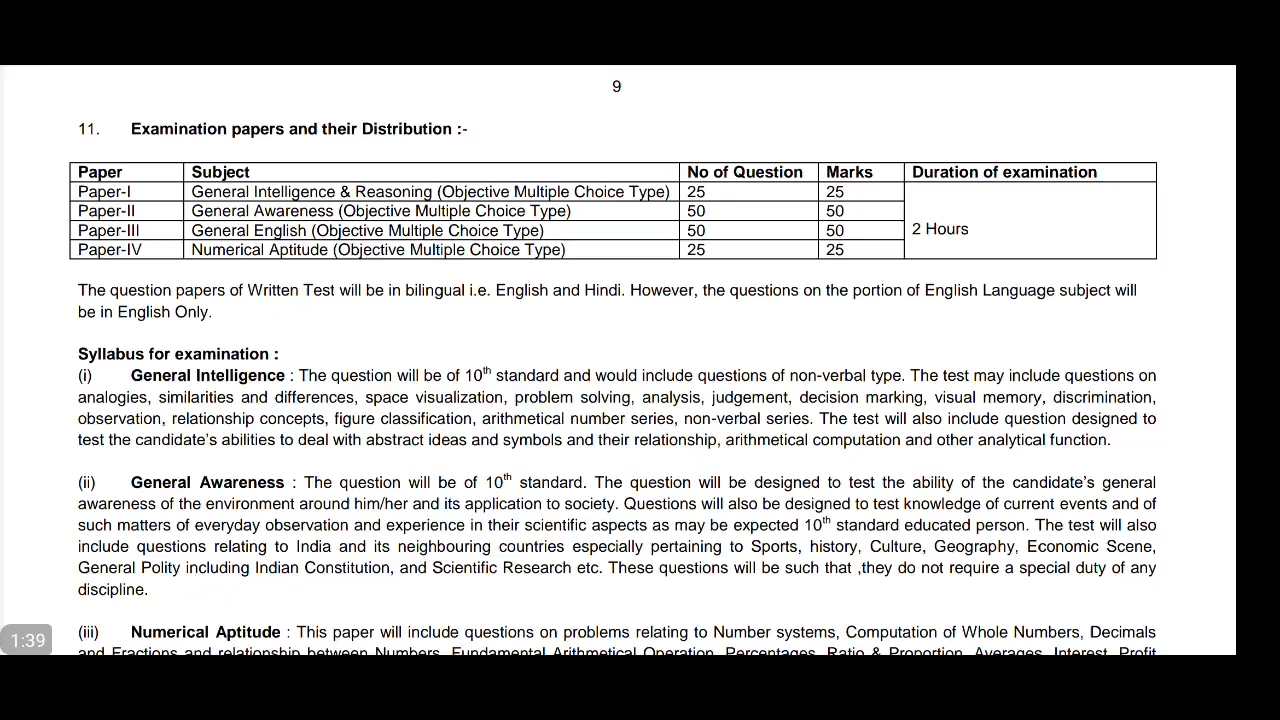 9
11. Examination papers and their Distribution :-
Paper Subject No of Question Marks Duration of examination
Paper-I General Intelligence & Reasoning (Objective Multiple Choice Type) 25 25
Paper-II General Awareness (Objective Multiple Choice Type) 50 50
Paper-III General English (Objective Multiple Choice Type) 50 50 2 Hours
Paper-IV Numerical Aptitude (Objective Multiple Choice Type) 25 25
The question papers of Written Test will be in bilingual i.e. English and Hindi. However, the questions on the portion of English Language subject will
be in English Only.
Syllabus for examination :
(i) General Intelligence : The question will be of 10th standard and would include questions of non-verbal type. The test may include questions on
analogies, similarities and differences, space visualization, problem solving, analysis, judgement, decision marking, visual memory, discrimination,
observation, relationship concepts, figure classification, arithmetical number series, non-verbal series. The test will also include question designed to
test the candidate's abilities to deal with abstract ideas and symbols and their relationship, arithmetical computation and other analytical function.
(ii) General Awareness : The question will be of 10th standard. The question will be designed to test the ability of the candidate's general
awareness of the environment around him/her and its application to society. Questions will also be designed to test knowledge of current events and of
such matters of everyday observation and experience in their scientific aspects as may be expected 10th standard educated person. The test will also
include questions relating to India and its neighbouring countries especially pertaining to Sports, history, Culture, Geography, Economic Scene,
General Polity including Indian Constitution, and Scientific Research etc. These questions will be such that ,they do not require a special duty of any
discipline.
1:39
(iii) Numerical Aptitude : This paper will include questions on problems relating to Number systems, Computation of Whole Numbers, Decimals
and Fractions and relationship between Numbers, Fundamental Arithmetical Operation, Percentages, Ratio & Proportion, Averages, Interest, Profit